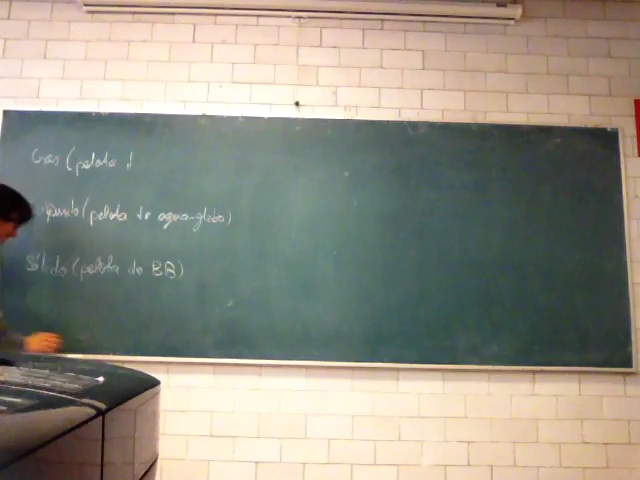 Gas (pelota d
(pelota de agua-globo)
Sólido (pelota de BB)